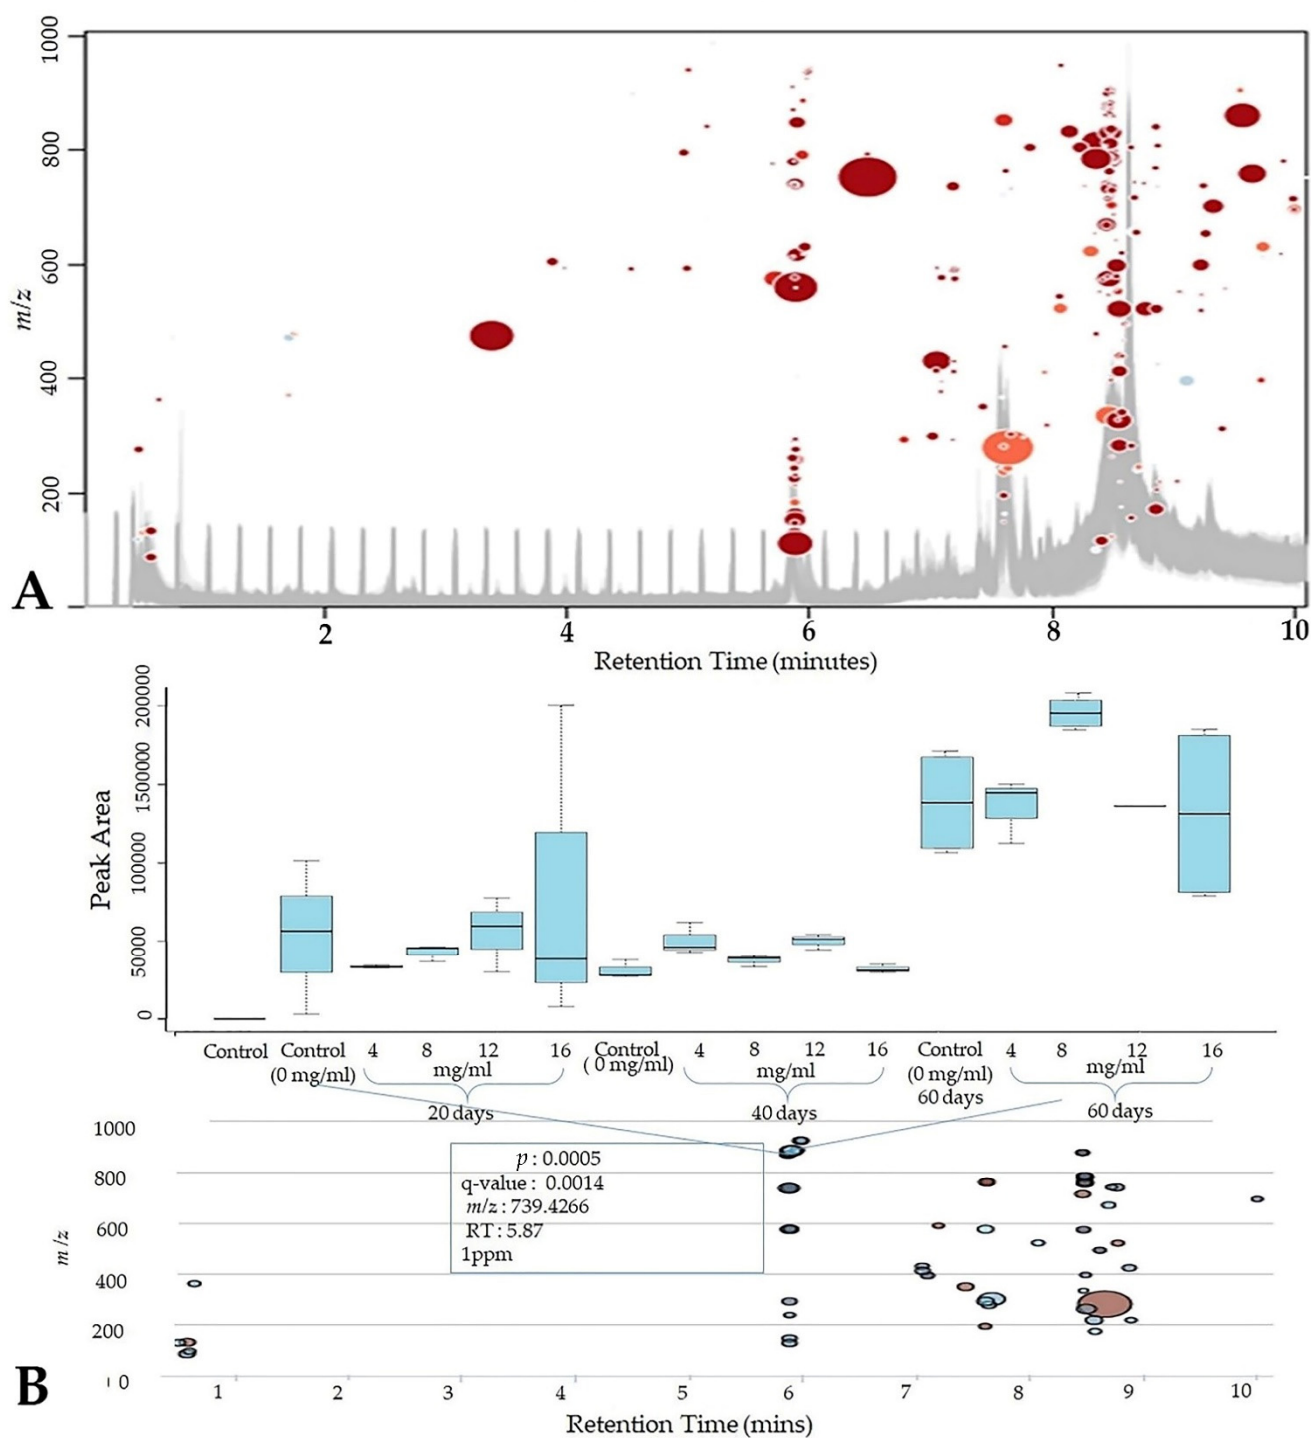 1000
800
600
400
200
m/z
A
2
4
6
8
10
Retention Time (minutes)
200000
1500000
100000
50000
0
Peak Area
Control
Control
4
8
12
16
Control
4
8
12
16
Control
4
8
12
16
(0 mg/ml)
mg/ml
( 0 mg/ml)
mg/ml
(0 mg/ml)
mg/ml
20 days
40 days
60 days
60 days
1000
800
600
400
200
0
m/z
p : 0.0005
q-value : 0.0014
m/z : 739.4266
RT : 5.87
1ppm
B
1
2
3
4
5
6
7
8
9
10
Retention Time (mins)